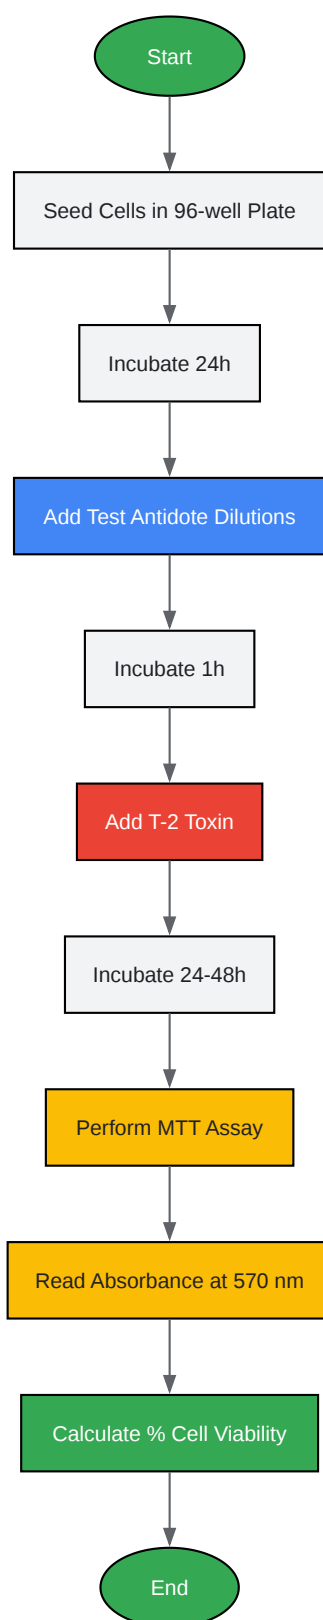 Start
Seed Cells in 96-well Plate
Incubate 24h
Add Test Antidote Dilutions
Incubate 1h
Add T-2 Toxin
Incubate 24-48h
Perform MTT Assay
Read Absorbance at 570 nm
Calculate % Cell Viability
End